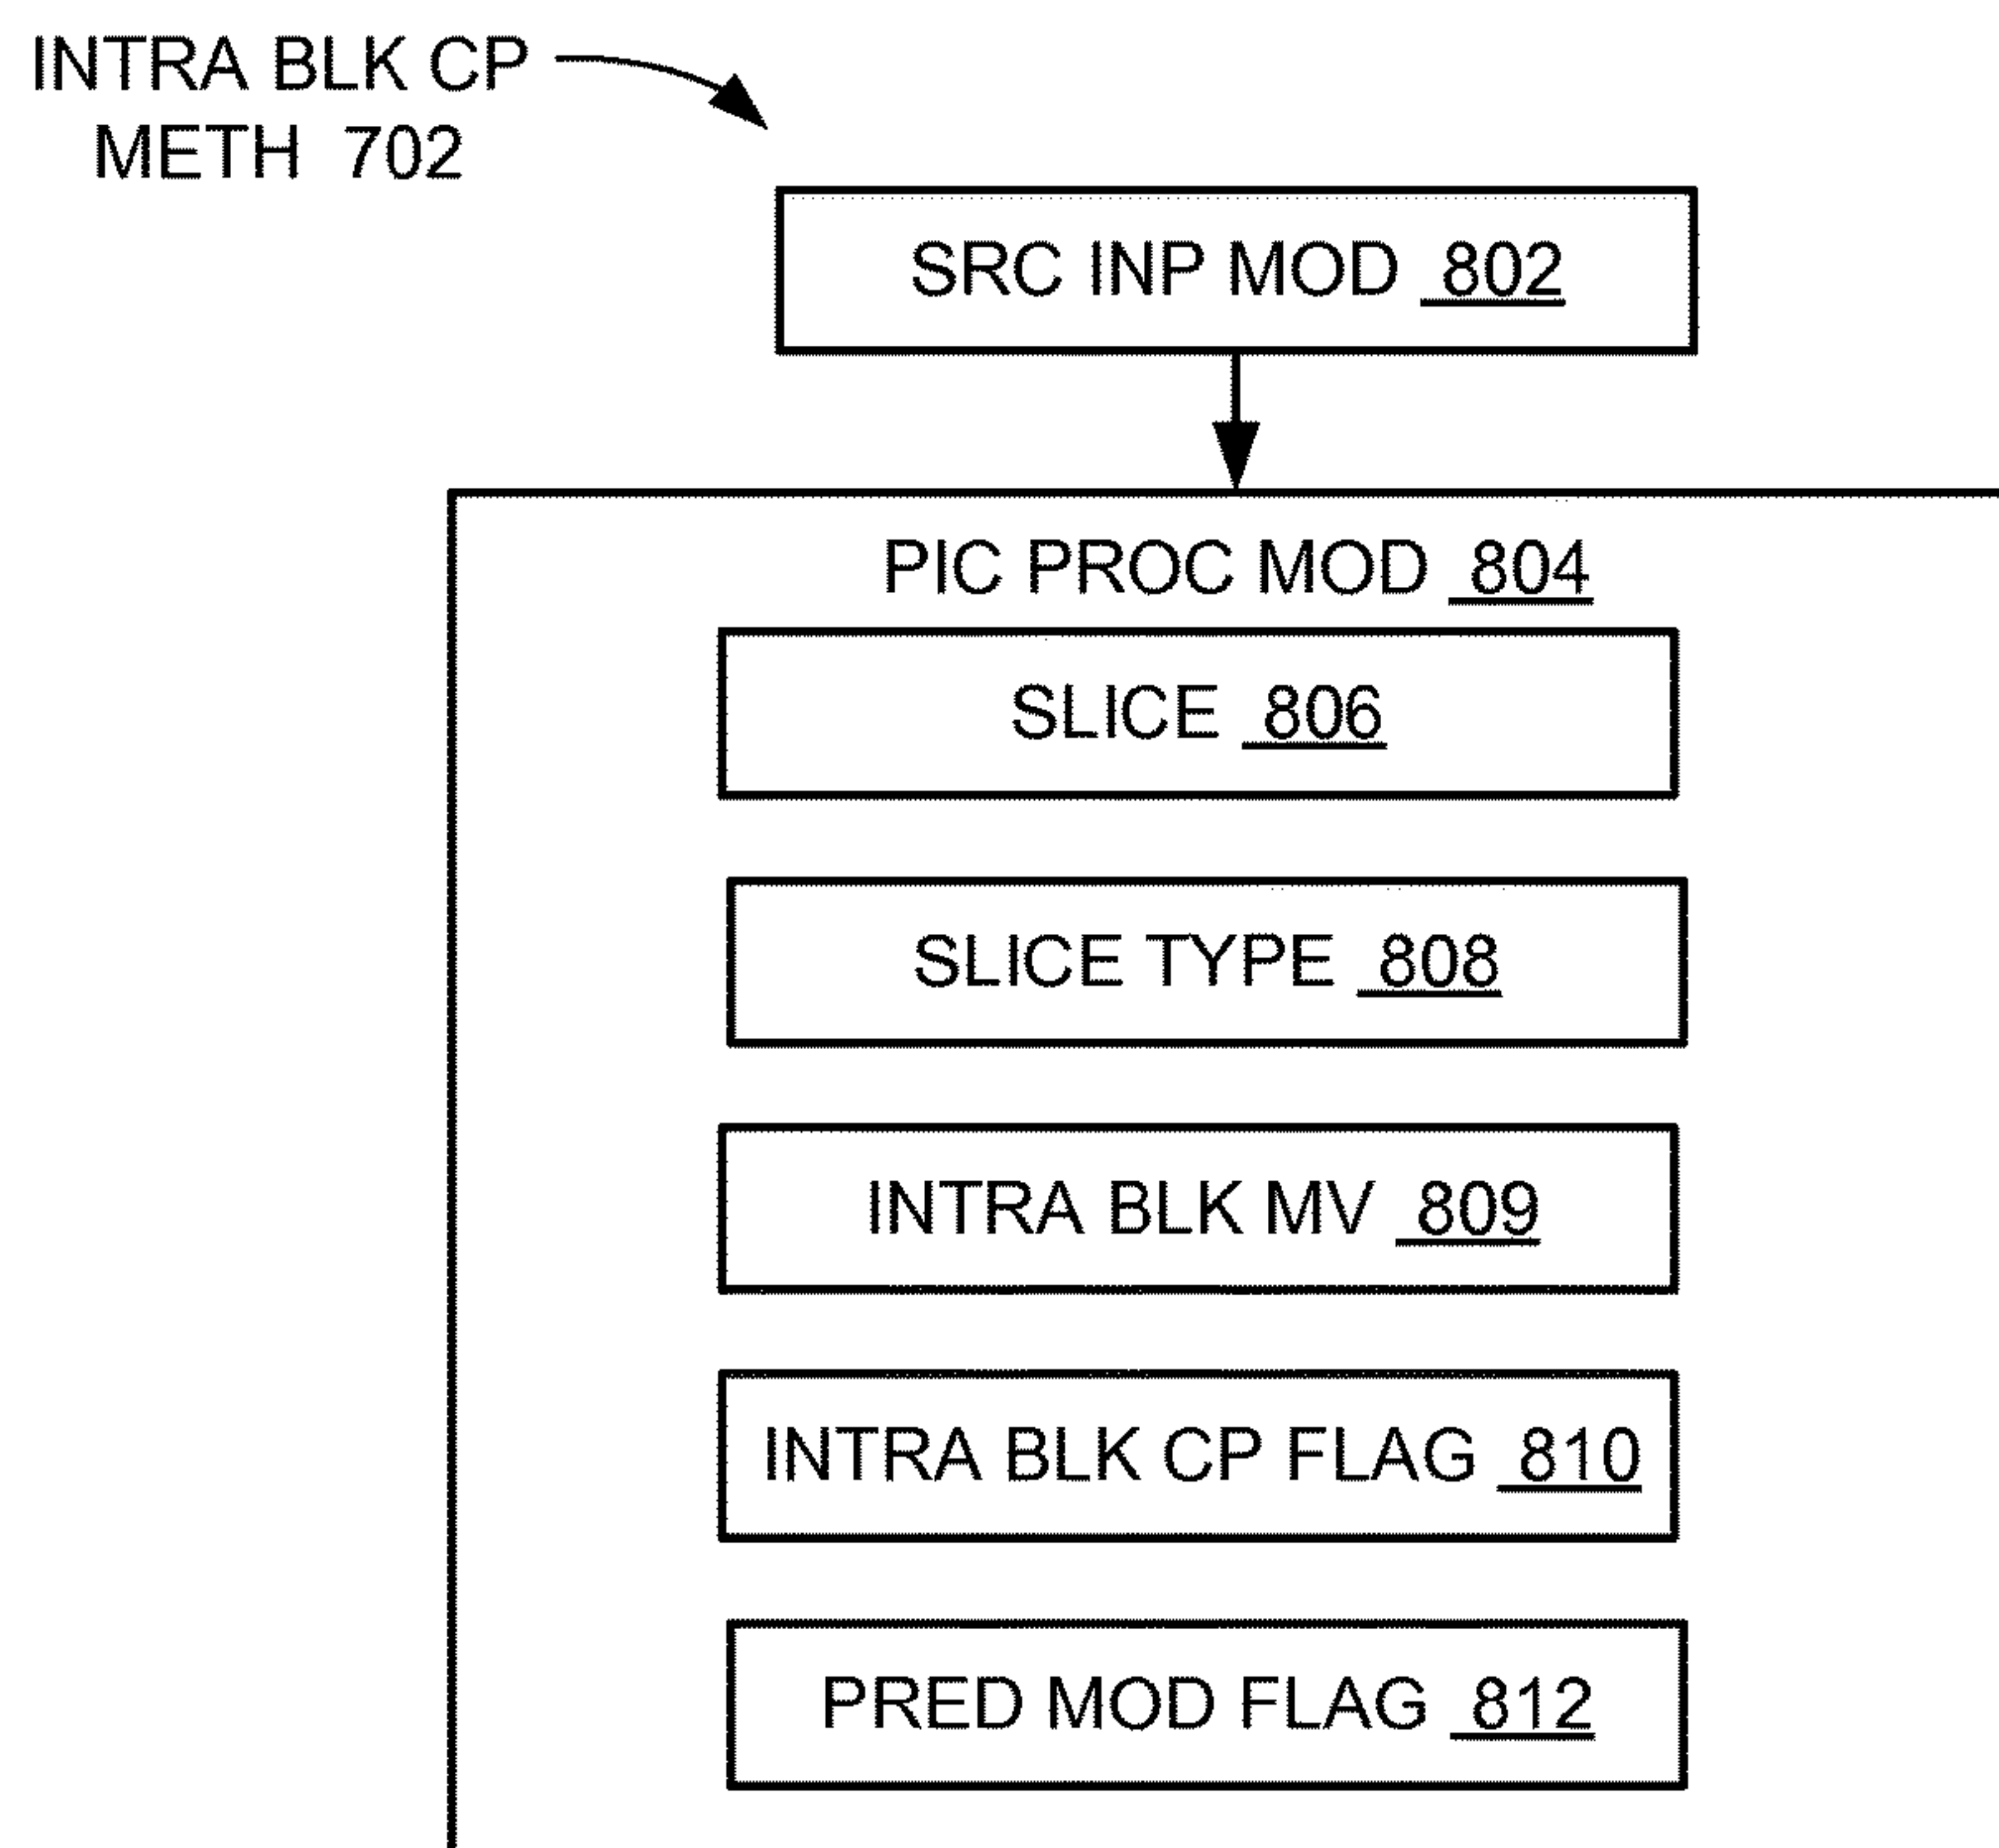 INTRA BLK CP
METH 702
SRC INP MOD 802
PIC PROC MOD 804
SLICE 806
SLICE TYPE 808
INTRA BLK MV 809
INTRA BLK CP FLAG 810
PRED MOD FLAG 812